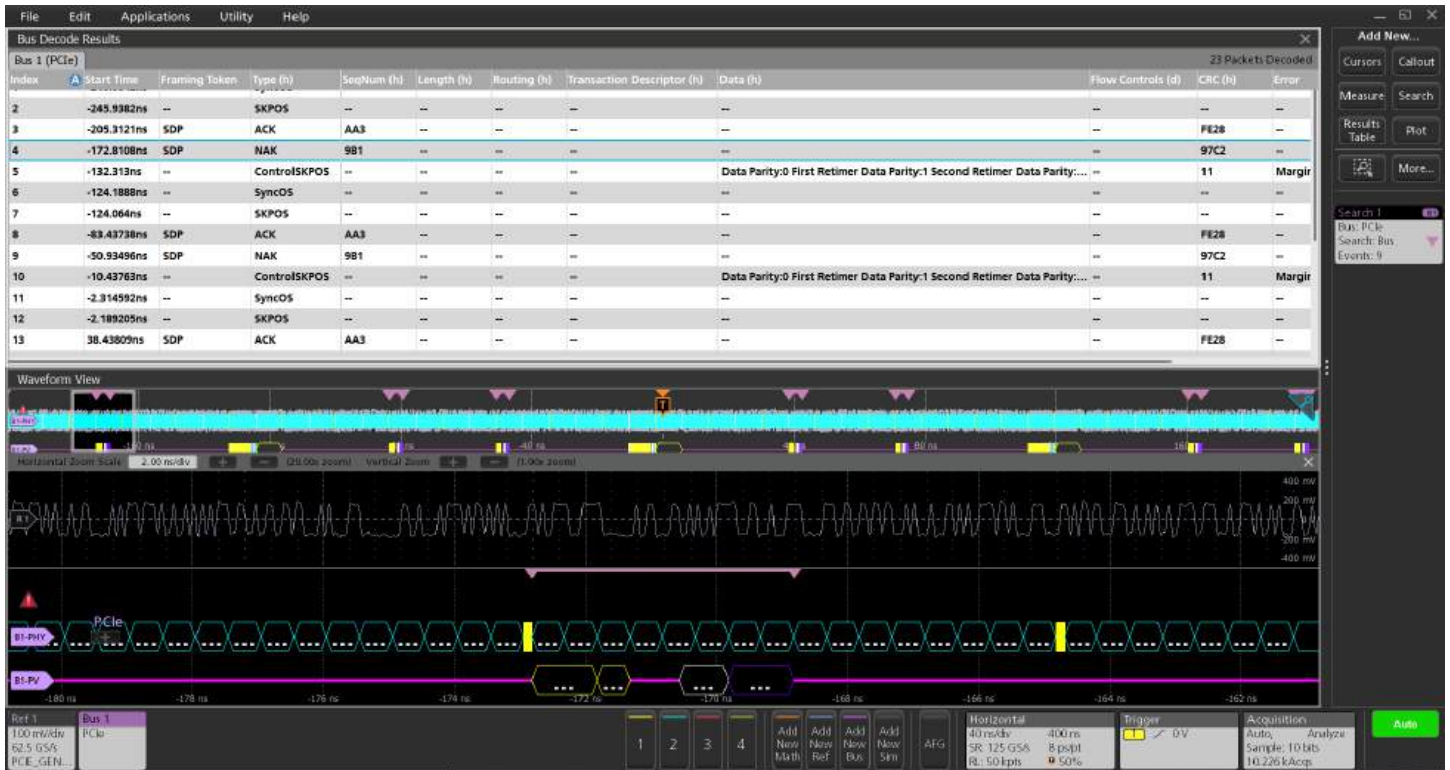 File Edit Applications Utility Help
Bus Decode Results
Bus 1 (PCIe) 23 Packets Decoded
Index Start Time Framing Token Type (h) SeqNum (h) Length (h) Routing (h) Transaction Descriptor (h) Data (h) Flow Controls (d) CRC (h) Error
2 -245.9382ns -- SKPOS -- -- -- -- -- -- -- --
3 -205.3121ns SDP ACK AA3 -- -- -- -- -- FE28 --
4 -172.8108ns SDP NAK 9B1 -- -- -- -- -- 97C2 --
5 -132.313ns -- ControlSKPOS -- -- -- -- Data Parity:0 First Retimer Data Parity:1 Second Retimer Data Parity:... -- 11 Margin
6 -124.1888ns -- SyncOS -- -- -- -- -- -- -- --
7 -124.064ns -- SKPOS -- -- -- -- -- -- -- --
8 -83.43738ns SDP ACK AA3 -- -- -- -- -- FE28 --
9 -50.93496ns SDP NAK 9B1 -- -- -- -- -- 97C2 --
10 -10.43763ns -- ControlSKPOS -- -- -- -- Data Parity:0 First Retimer Data Parity:1 Second Retimer Data Parity:... -- 11 Margin
11 -2.314592ns -- SyncOS -- -- -- -- -- -- -- --
12 -2.189205ns -- SKPOS -- -- -- -- -- -- -- --
13 38.43809ns SDP ACK AA3 -- -- -- -- -- FE28 --
Waveform View
T
Horizontal Zoom Scale 2.00 ns/div + - Vertical Zoom + - (1.00x zoom)
400 mV
200 mV
R1
-200 mV
-400 mV
PCIe
B1-PHY
B1-PV
-180 ns -178 ns -176 ns -174 ns -172 ns -170 ns -168 ns -166 ns -164 ns -162 ns
Add New...
Cursors Callout
Measure Search
Results Table Plot
More...
Search 1 B1
Bus: PCIe
Search: Bus
Events: 9
Ref 1
100 mV/div
62.5 GS/s
PCIE_GEN...
Bus 1
PCIe
1 2 3 4
Add New Math
Add New Ref
Add New Bus
Add New Sim
AFG
Horizontal
40 ns/div 400 ns
SR: 125 GS/s 8 ps/pt
RL: 50 kpts 50%
Trigger
1 0 V
Acquisition
Auto, Analyze
Sample: 10 bits
10.226 kAcqs
Auto